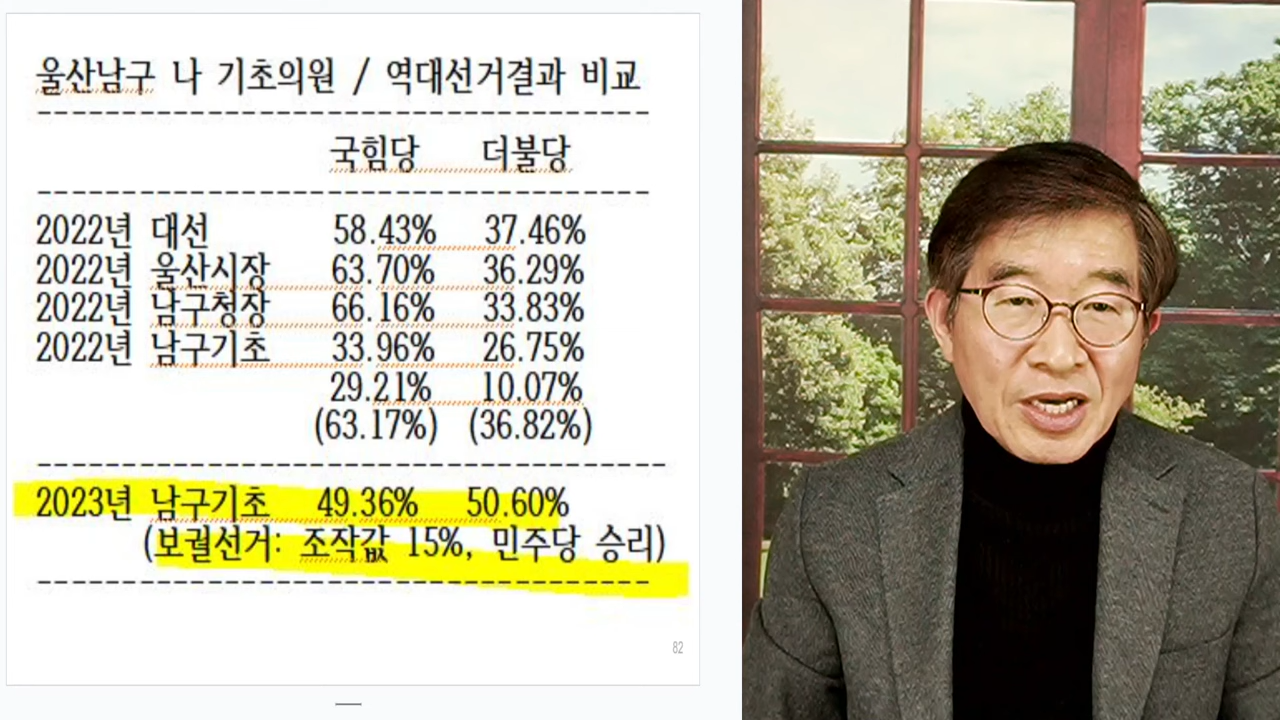 울산남구 나 기초의원 / 역대선거결과 비교
국힘당 더불당
2022년 대선 58.43% 37.46%
2022년 울산시장 63.70% 36.29%
2022년 남구청장 66.16% 33.83%
2022년 남구기초 33.96% 26.75%
29.21% 10.07%
(63.17%) (36.82%)
2023년 남구기초 49.36% 50.60%
(보궐선거: 조작값 15%, 민주당 승리)
82